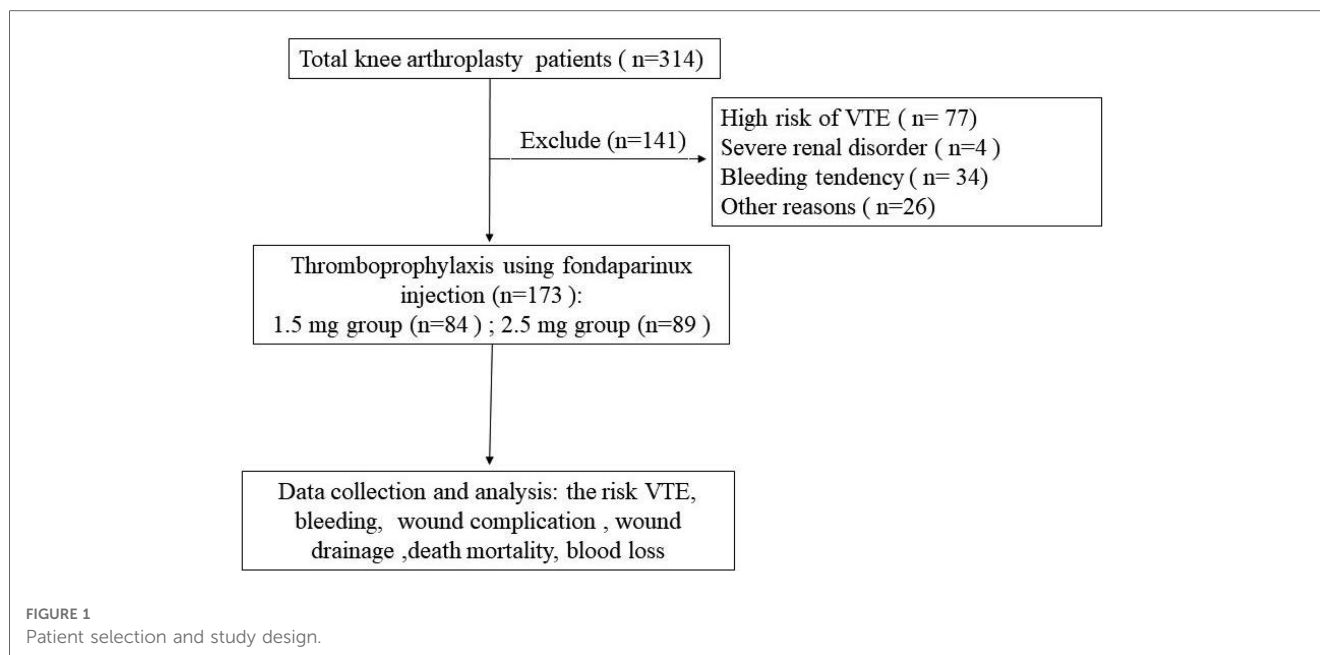 Total knee arthroplasty patients ( n=314)
Exclude (n=141)
High risk of VTE ( n= 77)
Severe renal disorder ( n=4 )
Bleeding tendency ( n= 34)
Other reasons ( n=26)
Thromboprophylaxis using fondaparinux
injection (n=173 ):
1.5 mg group (n=84 ) ; 2.5 mg group (n=89 )
Data collection and analysis: the risk VTE,
bleeding, wound complication , wound
drainage ,death mortality, blood loss
FIGURE 1
Patient selection and study design.